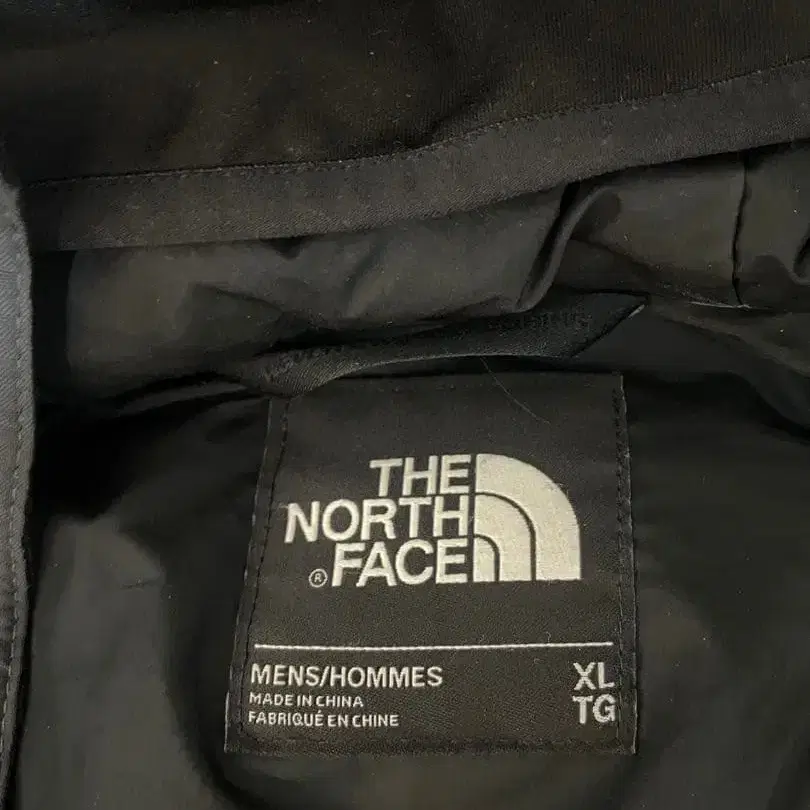 THE
NORTH
® FACE
MENS/HOMMES XL
MADE IN CHINA TG
FABRIQUÉ EN CHINE